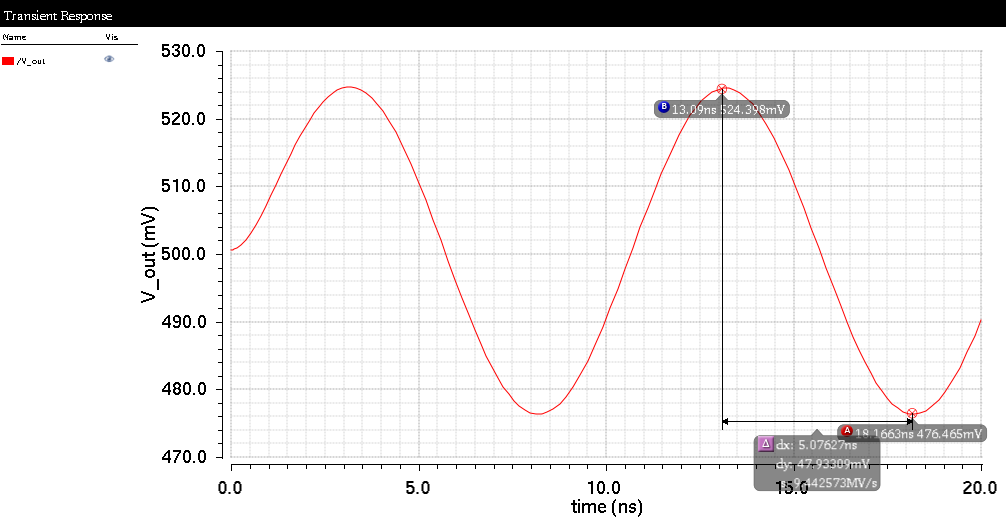 Transient Response
Name Vis
/V_out
530.0
520.0
510.0
500.0
490.0
480.0
470.0
V_out (mV)
B 13.09ns 524.398mV
A 18.1663ns 476.465mV
Δ dx: 5.07627ns
dy: 47.93309mV
9.442573MV/s
0.0 5.0 10.0 15.0 20.0
time (ns)